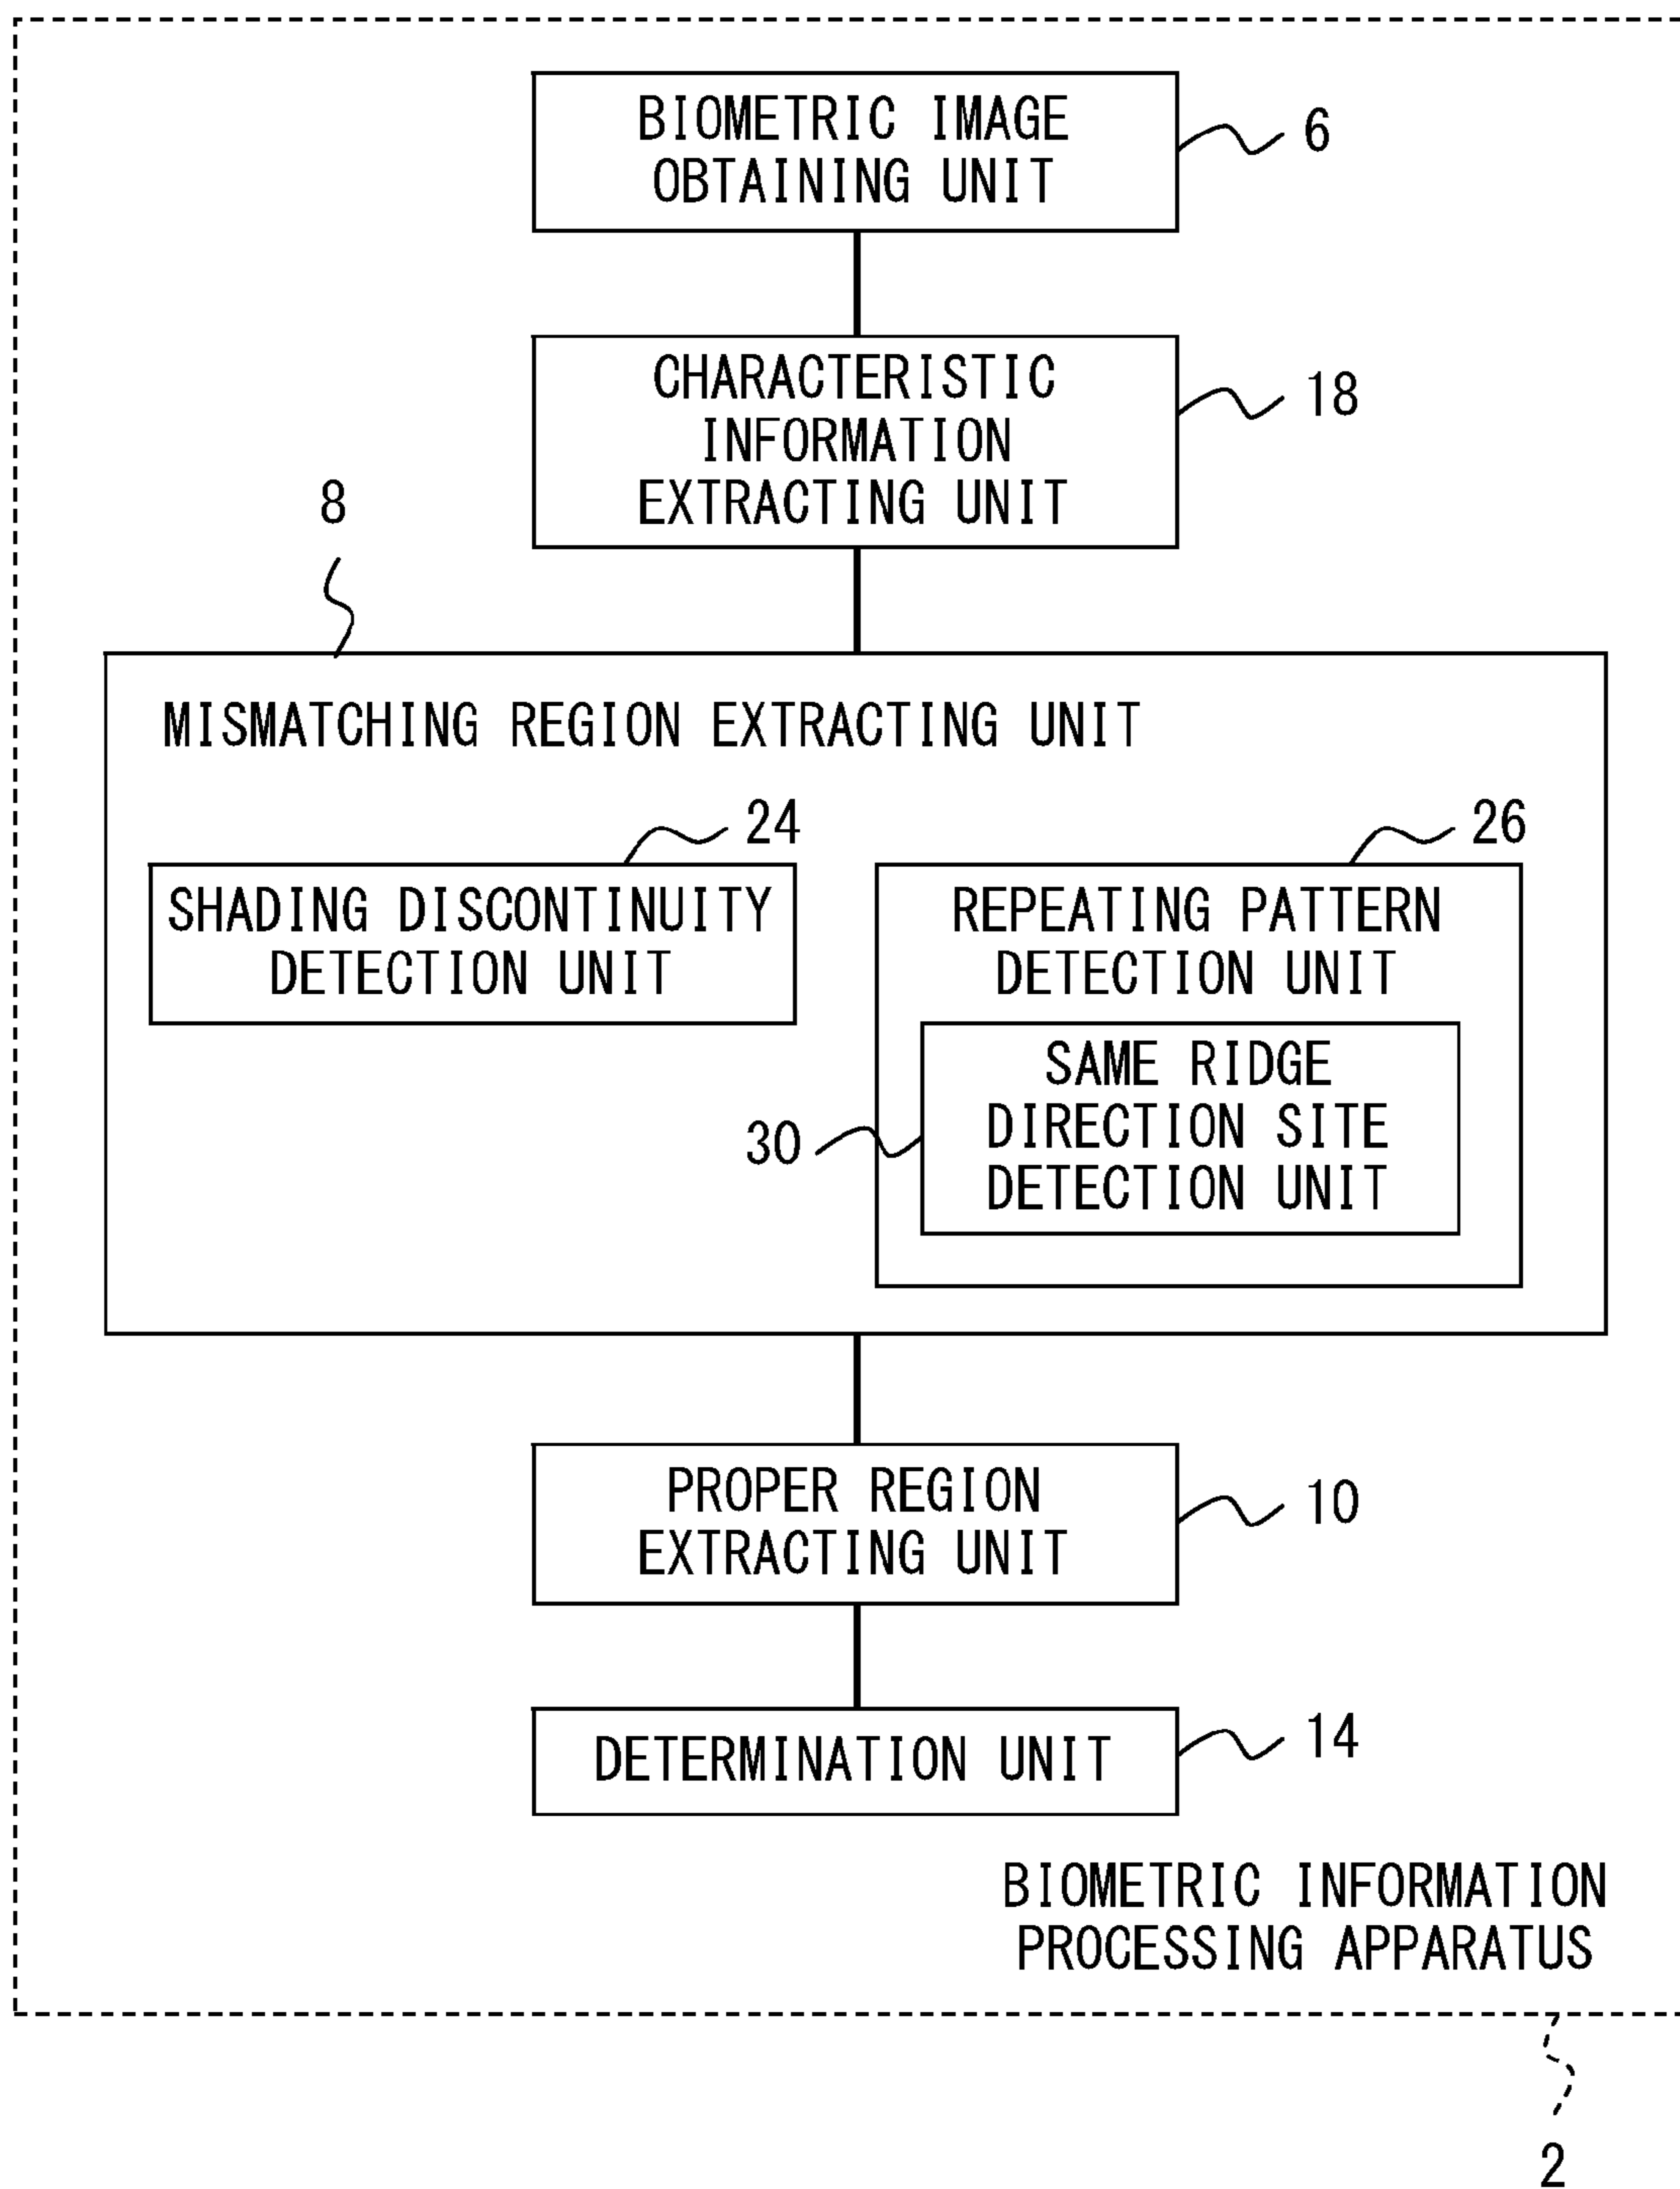 BIOMETRIC IMAGE
OBTAINING UNIT
6
CHARACTERISTIC
INFORMATION
EXTRACTING UNIT
18
8
MISMATCHING REGION EXTRACTING UNIT
24
26
SHADING DISCONTINUITY
DETECTION UNIT
REPEATING PATTERN
DETECTION UNIT
SAME RIDGE
DIRECTION SITE
DETECTION UNIT
30
PROPER REGION
EXTRACTING UNIT
10
DETERMINATION UNIT
14
BIOMETRIC INFORMATION
PROCESSING APPARATUS
2